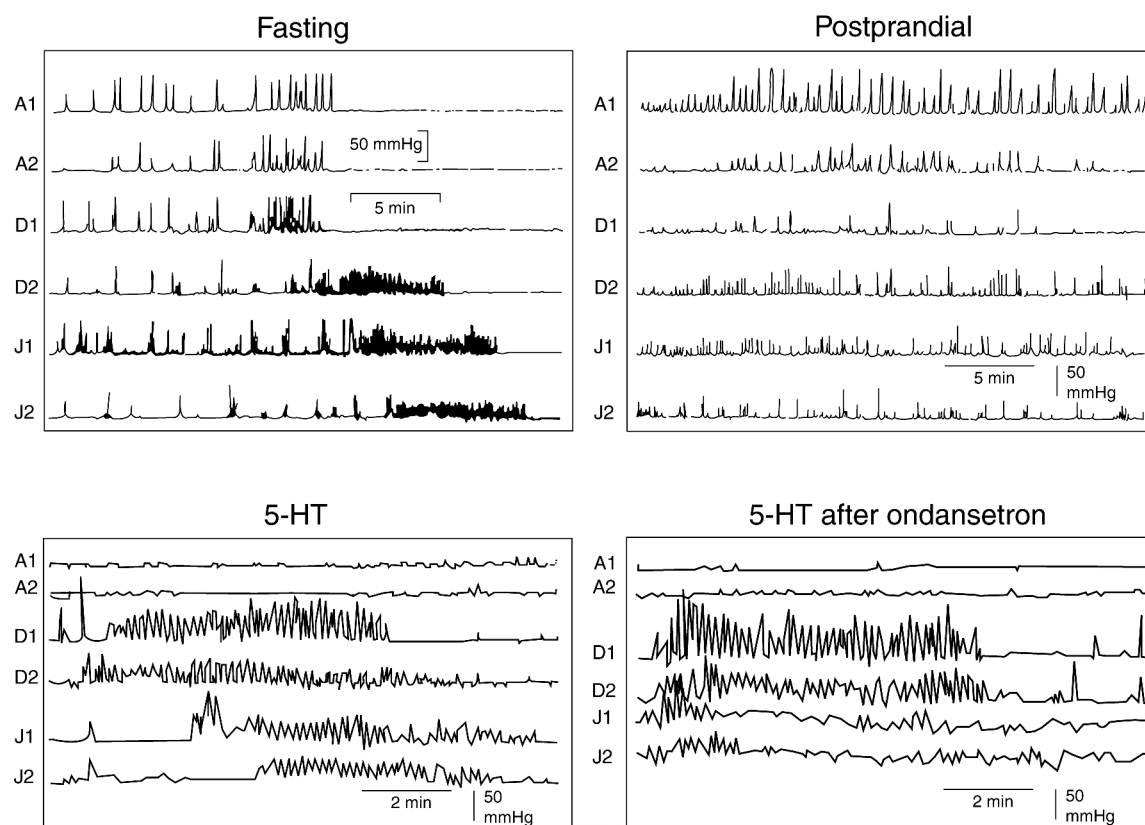 Fasting
A1
A2
50 mmHg
D1
5 min
D2
J1
J2
Postprandial
A1
A2
D1
D2
J1
5 min
50
mmHg
J2
5-HT
A1
A2
D1
D2
J1
J2
2 min
50
mmHg
5-HT after ondansetron
A1
A2
D1
D2
J1
J2
2 min
50
mmHg